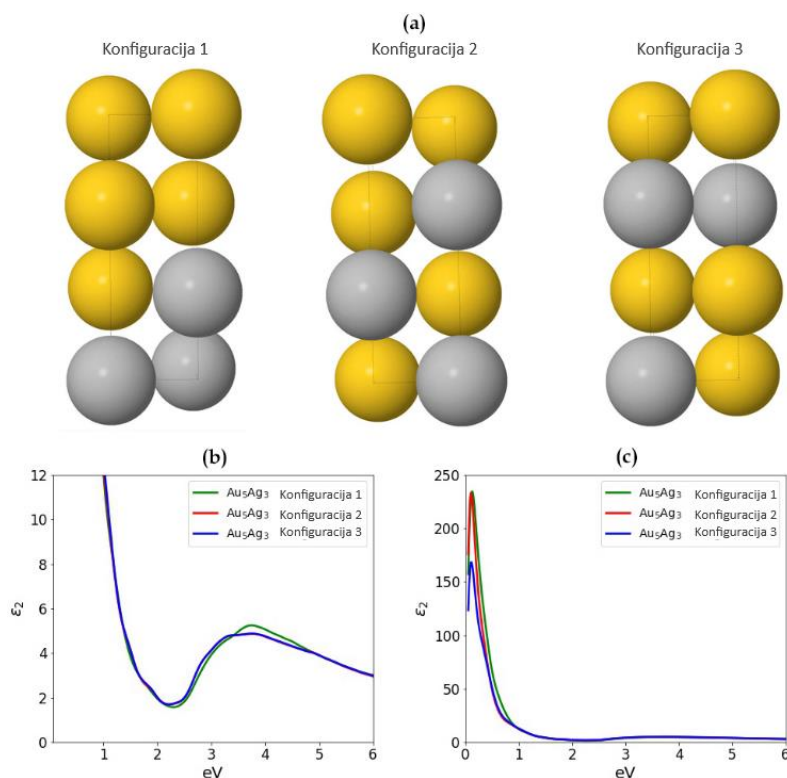 (a)
Konfiguracija 1 Konfiguracija 2 Konfiguracija 3
(b) (c)
12
10
8
6
4
2
0
ε₂
Au₅Ag₃ Konfiguracija 1
Au₅Ag₃ Konfiguracija 2
Au₅Ag₃ Konfiguracija 3
1 2 3 4 5 6
eV
250
200
150
100
50
0
ε₂
Au₅Ag₃ Konfiguracija 1
Au₅Ag₃ Konfiguracija 2
Au₅Ag₃ Konfiguracija 3
0 1 2 3 4 5 6
eV